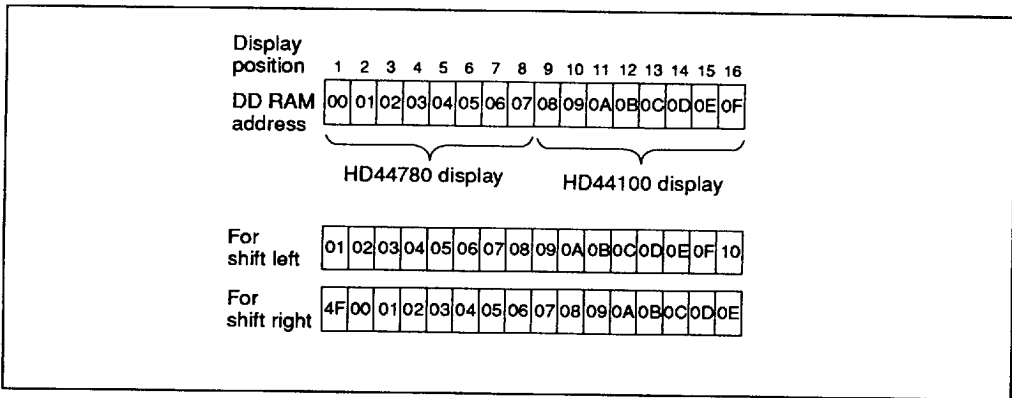 Display
position 1 2 3 4 5 6 7 8 9 10 11 12 13 14 15 16
DD RAM
address 00 01 02 03 04 05 06 07 08 09 0A 0B 0C 0D 0E 0F
HD44780 display HD44100 display
For
shift left 01 02 03 04 05 06 07 08 09 0A 0B 0C 0D 0E 0F 10
For
shift right 4F 00 01 02 03 04 05 06 07 08 09 0A 0B 0C 0D 0E